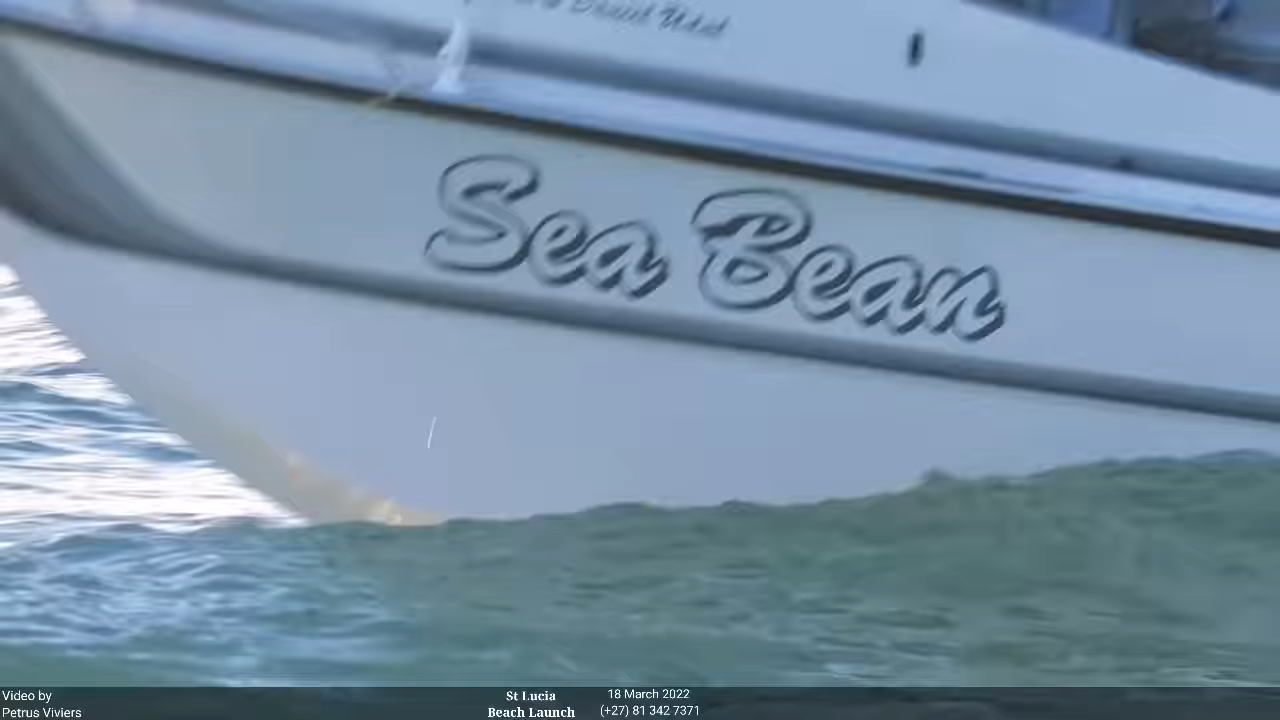 Sea Bean
Video by
Petrus Viviers
St Lucia
Beach Launch
18 March 2022
(+27) 81 342 7371